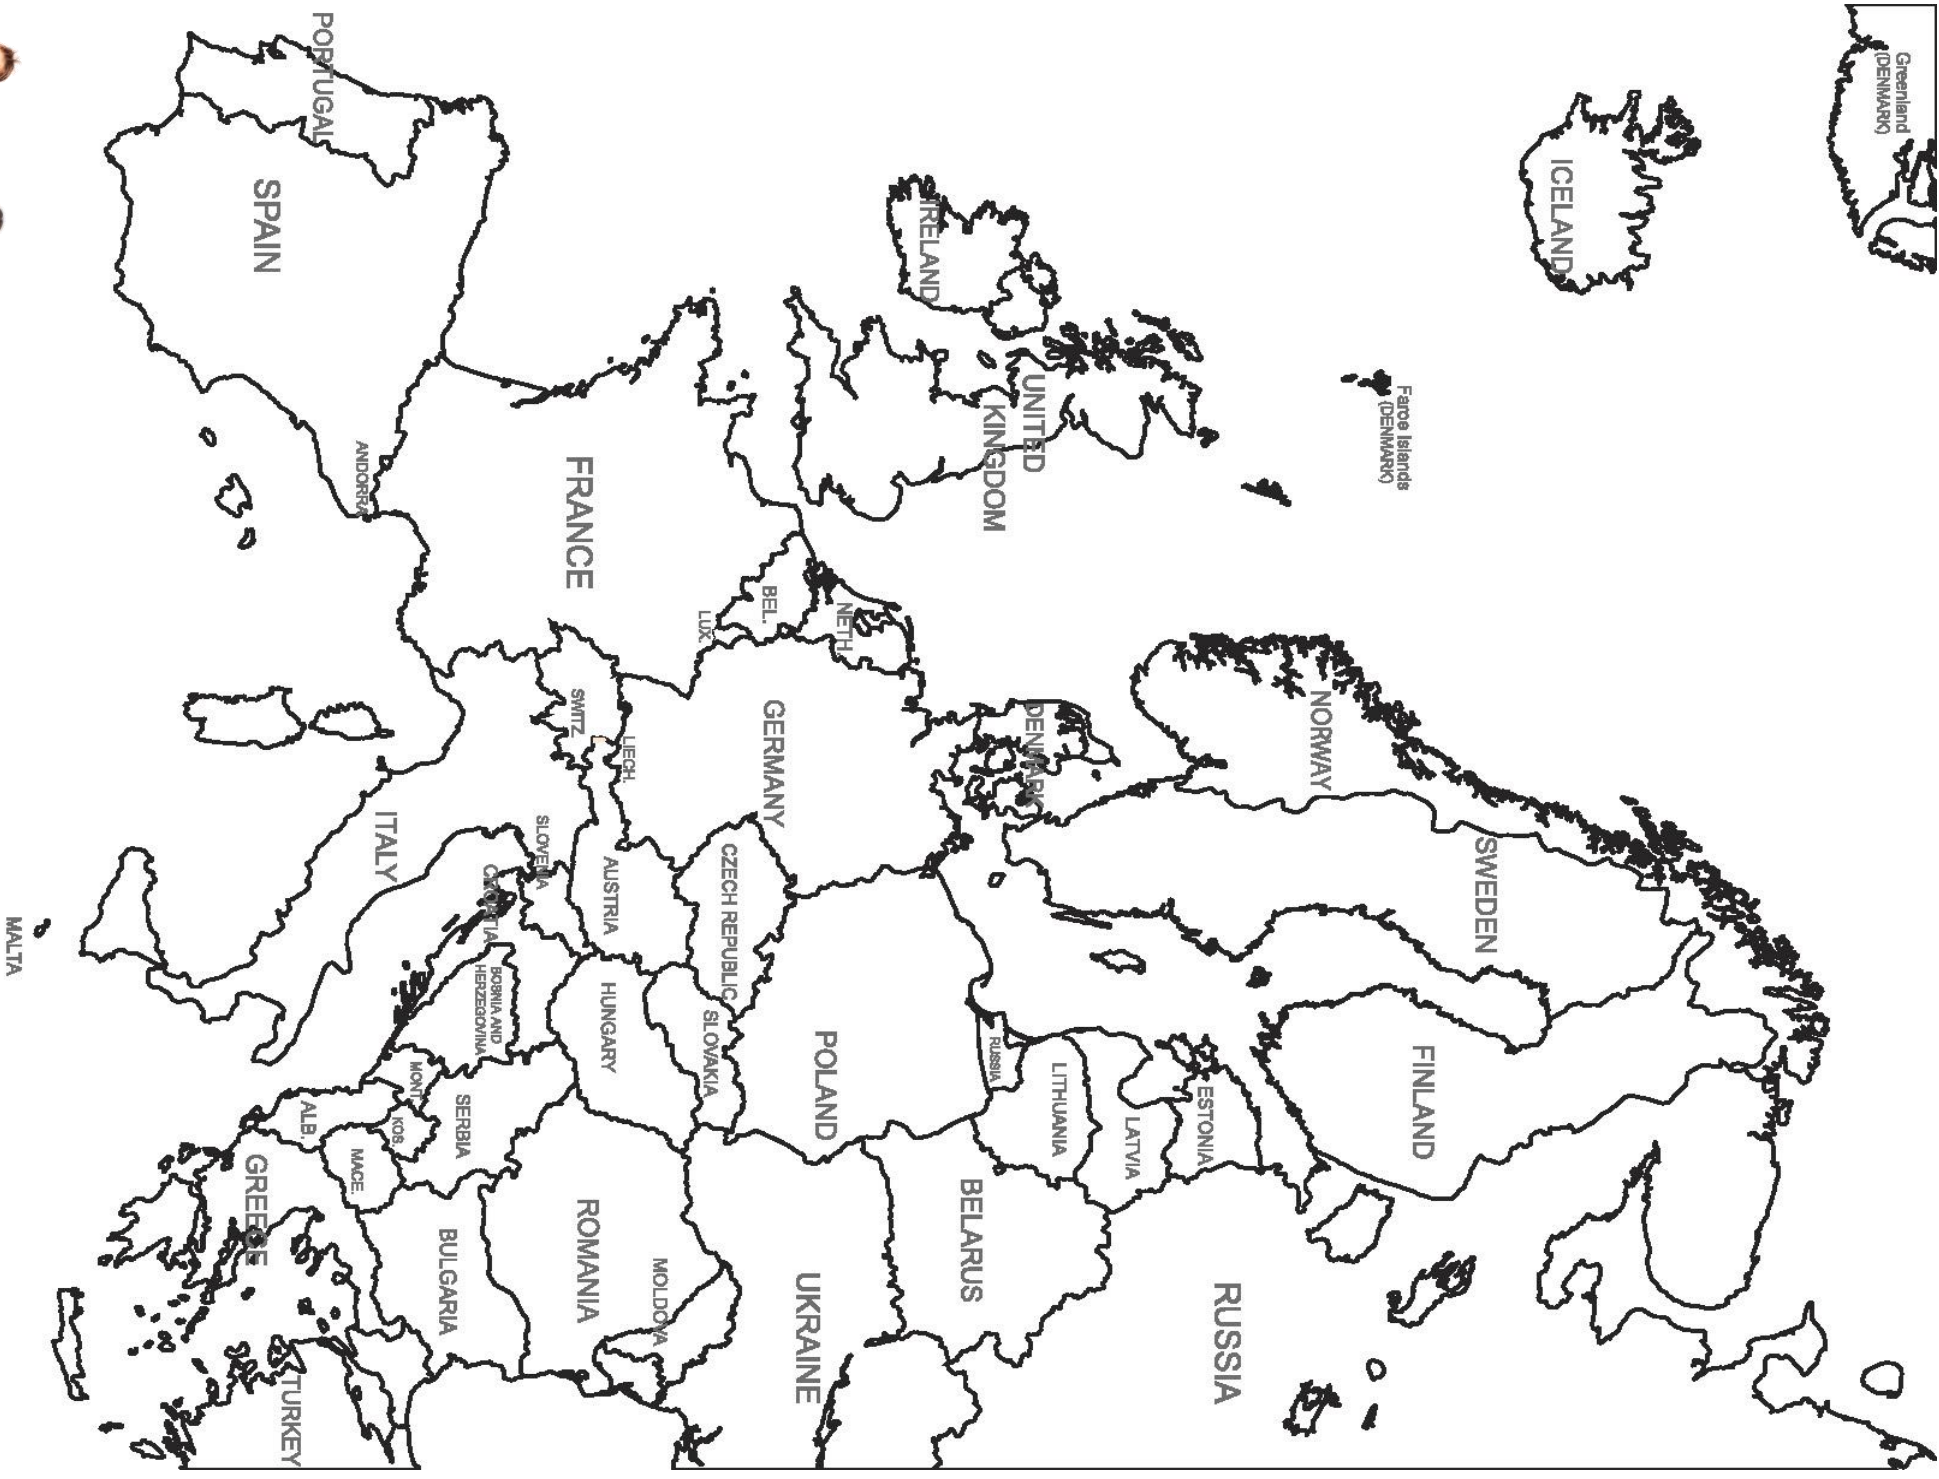 Greenland
(DENMARK)
ICELAND
Faroe Islands
(DENMARK)
NORWAY
SWEDEN
FINLAND
RUSSIA
ESTONIA
LATVIA
LITHUANIA
RUSSIA
BELARUS
DENMARK
UNITED
KINGDOM
IRELAND
NETH.
BEL.
LUX.
GERMANY
POLAND
UKRAINE
CZECH REPUBLIC
SLOVAKIA
MOLDOVA
FRANCE
SWITZ
LIECH.
AUSTRIA
HUNGARY
ROMANIA
SLOVENIA
CROATIA
BOSNIA AND
HERZEGOVINA
SERBIA
BULGARIA
MONT.
KOS.
MACE.
ALB.
ITALY
ANDORRA
PORTUGAL
SPAIN
GREECE
TURKEY
MALTA